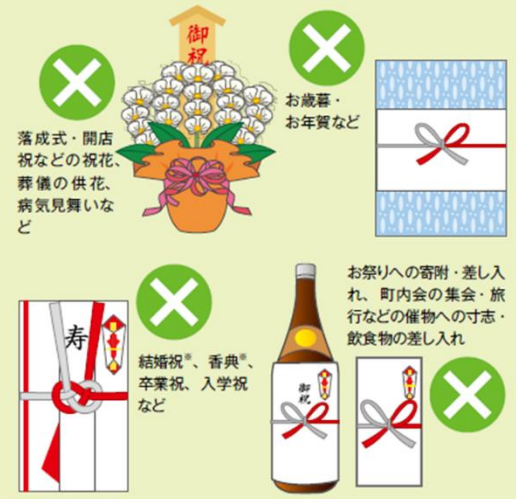 御祝
落成式・開店
祝などの祝花、
葬儀の供花、
病気見舞いな
ど
お歳暮・
お年賀など
寿
結婚祝※、香典※、
卒業祝、入学祝
など
お祭りへの寄附・差し入
れ、町内会の集会・旅
行などの催物への寸志・
飲食物の差し入れ
御祝